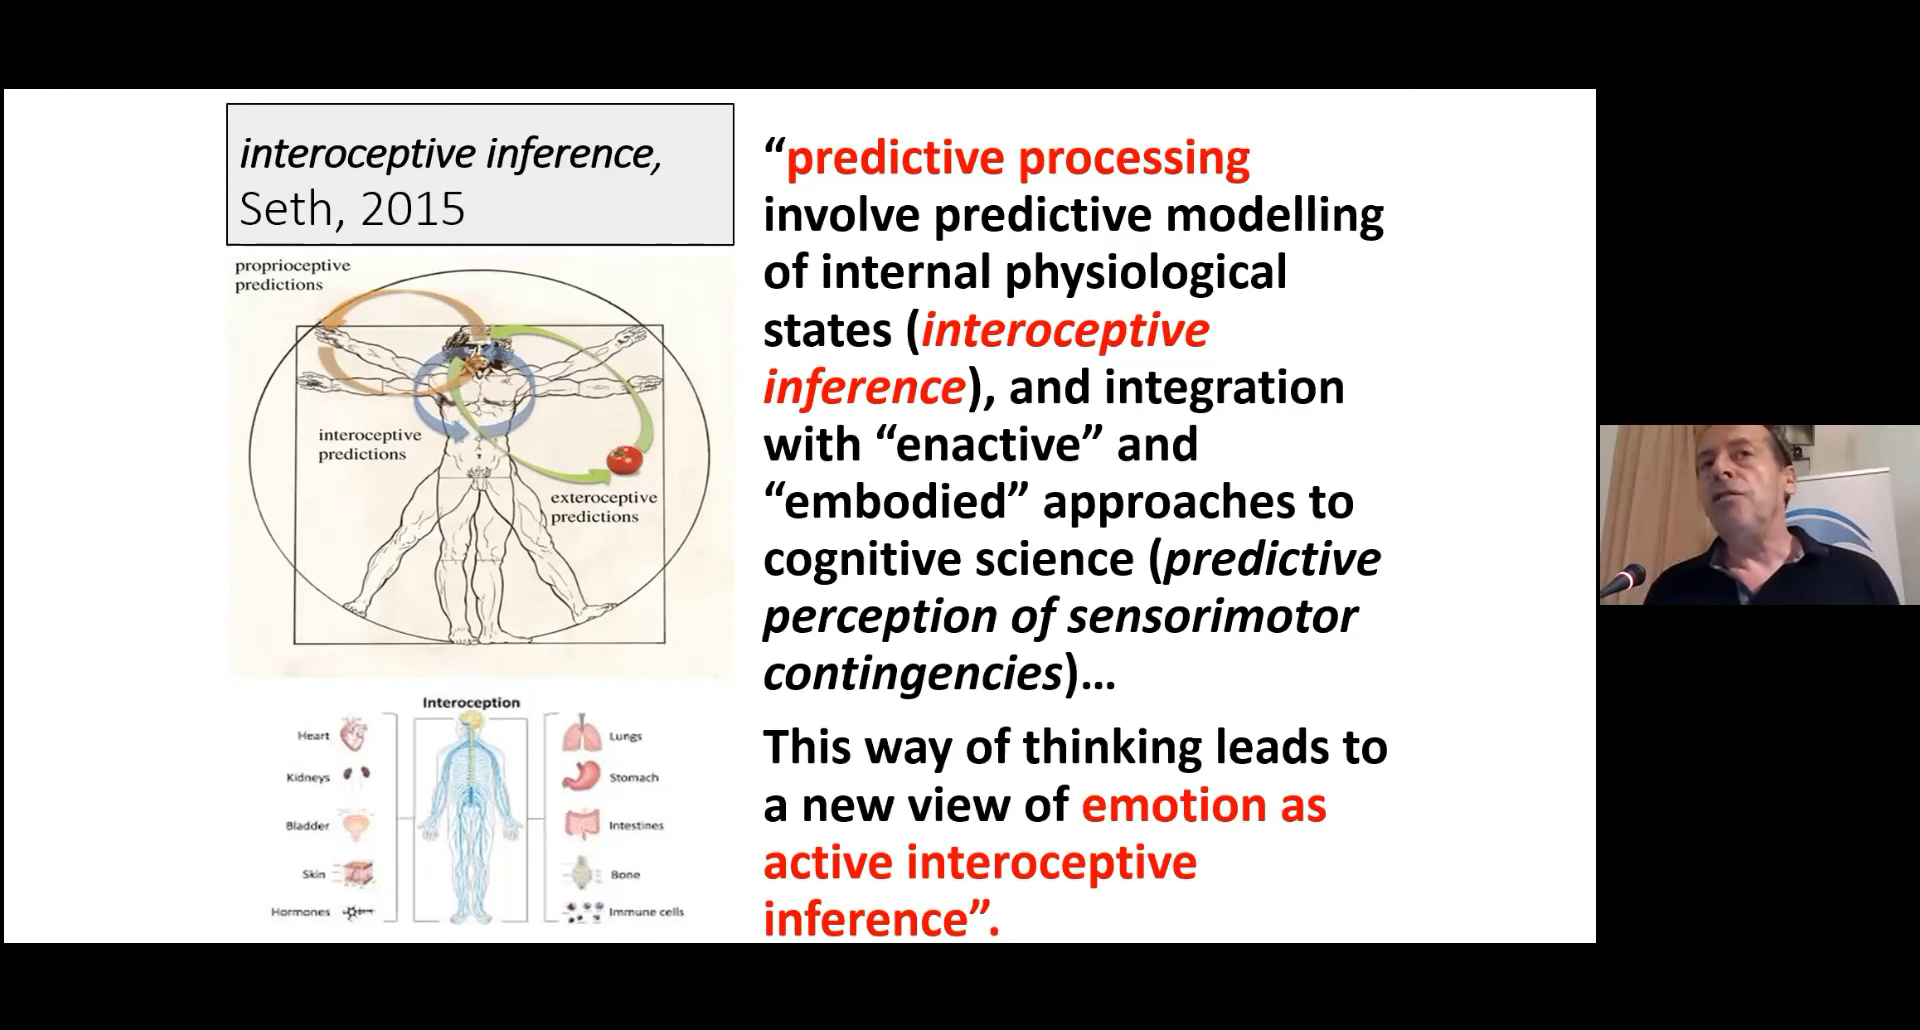 interoceptive inference,
Seth, 2015
proprioceptive
predictions
interoceptive
predictions
exteroceptive
predictions
Interoception
Heart
Kidneys
Bladder
Skin
Hormones
Lungs
Stomach
Intestines
Bone
Immune cells
“predictive processing
involve predictive modelling
of internal physiological
states (interoceptive
inference), and integration
with “enactive” and
“embodied” approaches to
cognitive science (predictive
perception of sensorimotor
contingencies)…
This way of thinking leads to
a new view of emotion as
active interoceptive
inference”.